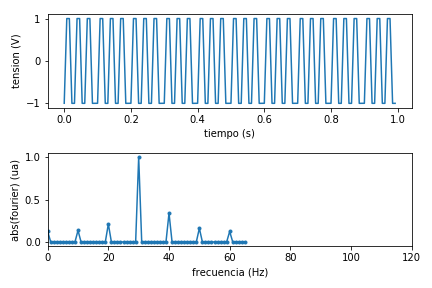 1
0
−1
tension (V)
0.0 0.2 0.4 0.6 0.8 1.0
tiempo (s)
1.0
0.5
0.0
abs(fourier) (ua)
0 20 40 60 80 100 120
frecuencia (Hz)